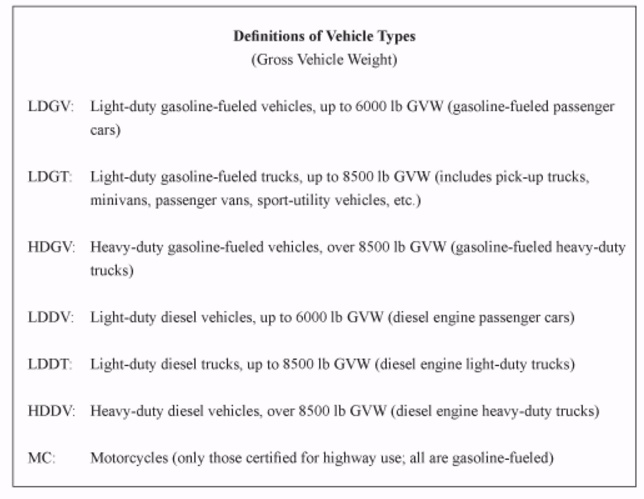 Definitions of Vehicle Types
(Gross Vehicle Weight)
LDGV: Light-duty gasoline-fueled vehicles, up to 6000 lb GVW (gasoline-fueled passenger
cars)
LDGT: Light-duty gasoline-fueled trucks, up to 8500 lb GVW (includes pick-up trucks,
minivans, passenger vans, sport-utility vehicles, etc.)
HDGV: Heavy-duty gasoline-fueled vehicles, over 8500 lb GVW (gasoline-fueled heavy-duty
trucks)
LDDV: Light-duty diesel vehicles, up to 6000 lb GVW (diesel engine passenger cars)
LDDT: Light-duty diesel trucks, up to 8500 lb GVW (diesel engine light-duty trucks)
HDDV: Heavy-duty diesel vehicles, over 8500 lb GVW (diesel engine heavy-duty trucks)
MC: Motorcycles (only those certified for highway use; all are gasoline-fueled)